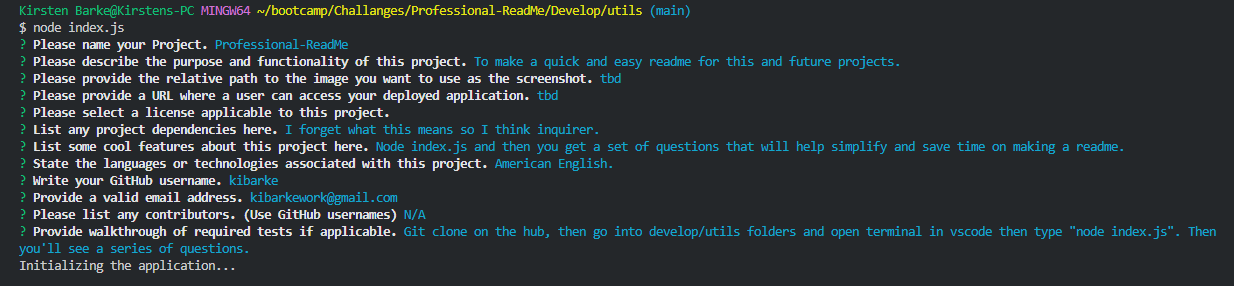 Kirsten Barke@Kirstens-PC MINGW64 ~/bootcamp/Challanges/Professional-ReadMe/Develop/utils (main)
$ node index.js
? Please name your Project. Professional-ReadMe
? Please describe the purpose and functionality of this project. To make a quick and easy readme for this and future projects.
? Please provide the relative path to the image you want to use as the screenshot. tbd
? Please provide a URL where a user can access your deployed application. tbd
? Please select a license applicable to this project.
? List any project dependencies here. I forget what this means so I think inquirer.
? List some cool features about this project here. Node index.js and then you get a set of questions that will help simplify and save time on making a readme.
? State the languages or technologies associated with this project. American English.
? Write your GitHub username. kibarke
? Provide a valid email address. kibarkework@gmail.com
? Please list any contributors. (Use GitHub usernames) N/A
? Provide walkthrough of required tests if applicable. Git clone on the hub, then go into develop/utils folders and open terminal in vscode then type "node index.js". Then
you'll see a series of questions.
Initializing the application...